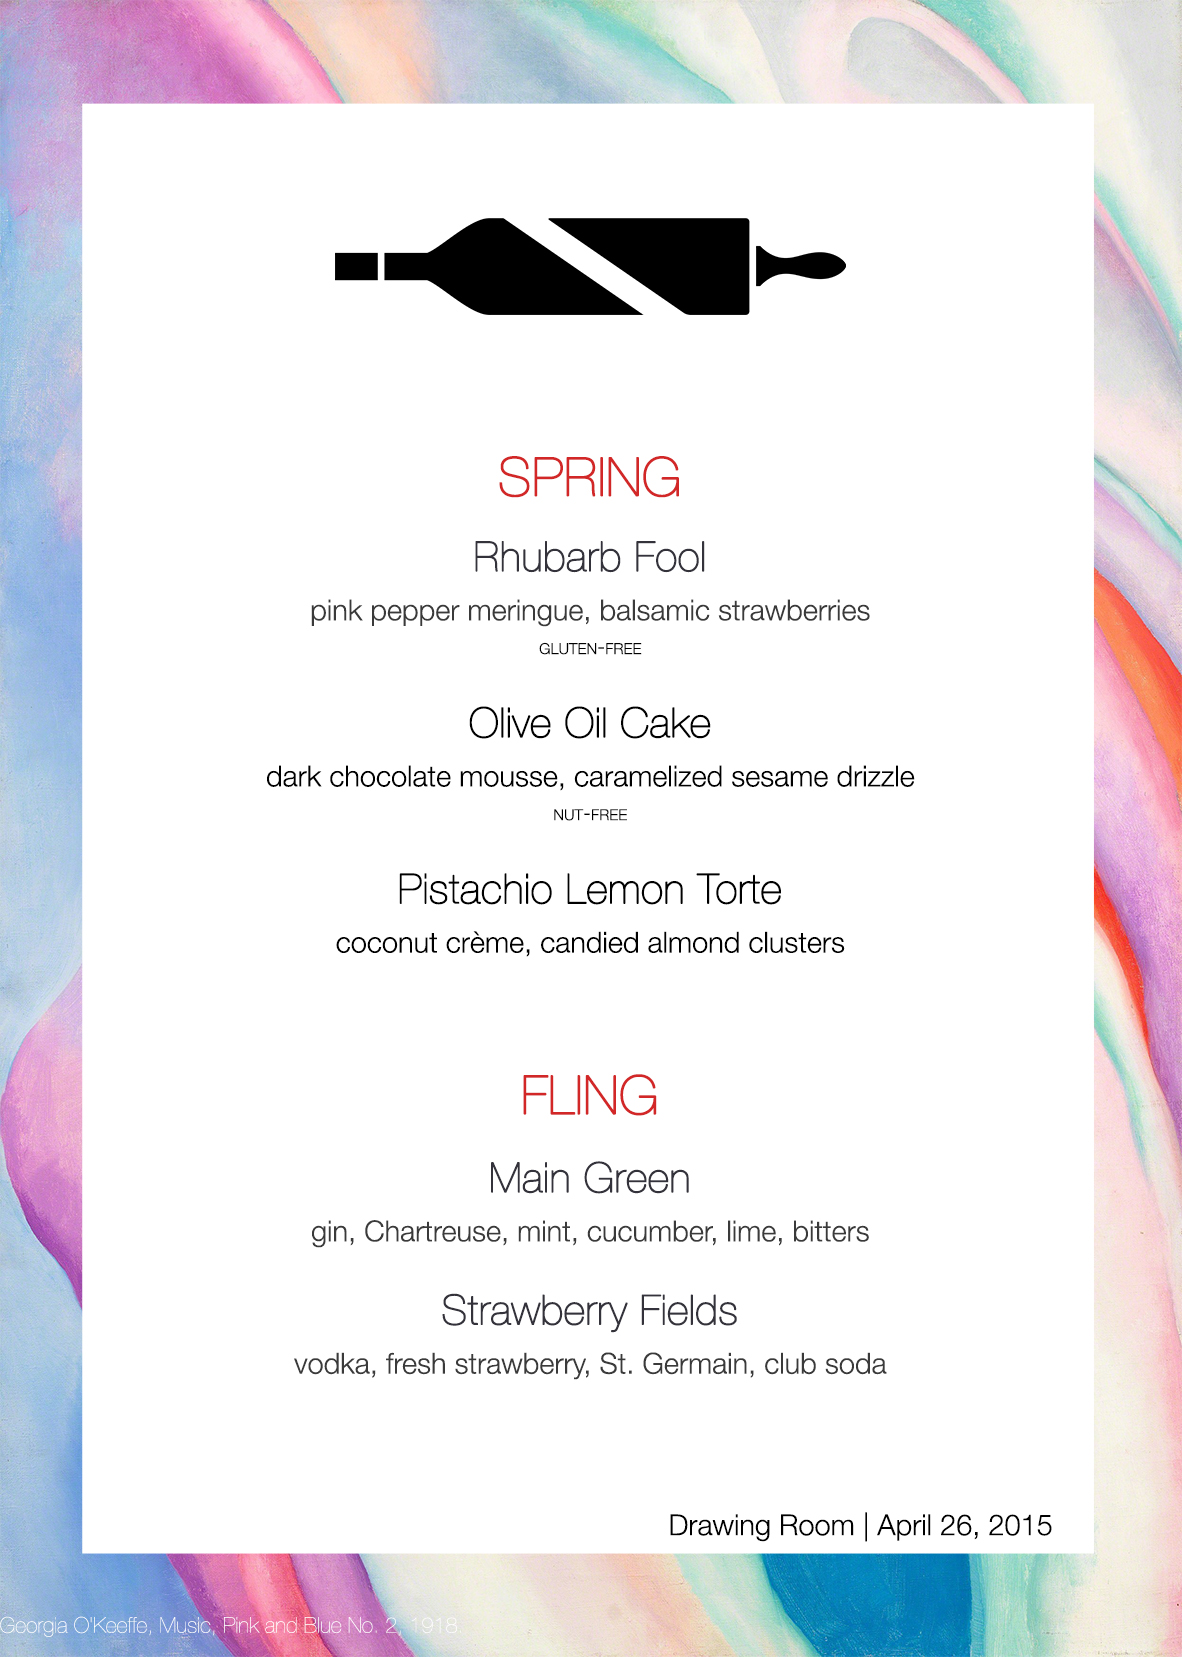 SPRING
Rhubarb Fool
pink pepper meringue, balsamic strawberries
GLUTEN-FREE
Olive Oil Cake
dark chocolate mousse, caramelized sesame drizzle
NUT-FREE
Pistachio Lemon Torte
coconut crème, candied almond clusters
FLING
Main Green
gin, Chartreuse, mint, cucumber, lime, bitters
Strawberry Fields
vodka, fresh strawberry, St. Germain, club soda
Drawing Room | April 26, 2015
Georgia O'Keeffe, Music, Pink and Blue No. 2, 1918.